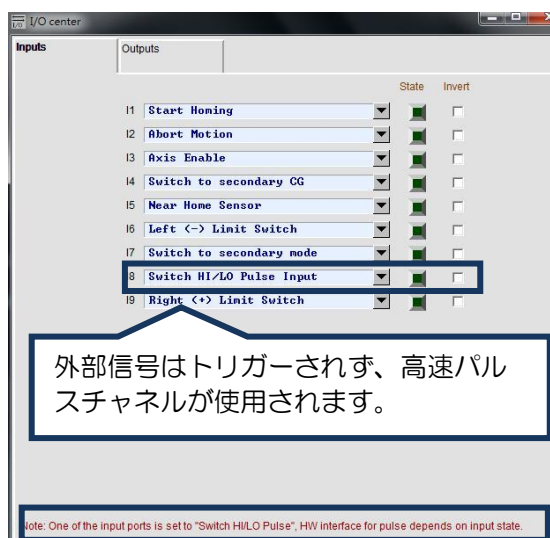 I/O center
Inputs
Outputs
State Invert
I1 Start Homing
I2 Abort Motion
I3 Axis Enable
I4 Switch to secondary CG
I5 Near Home Sensor
I6 Left (-) Limit Switch
I7 Switch to secondary mode
I8 Switch HI/LO Pulse Input
I9 Right (+) Limit Switch
外部信号はトリガーされず、高速パル
スチャネルが使用されます。
Note: One of the input ports is set to "Switch HI/LO Pulse", HW interface for pulse depends on input state.